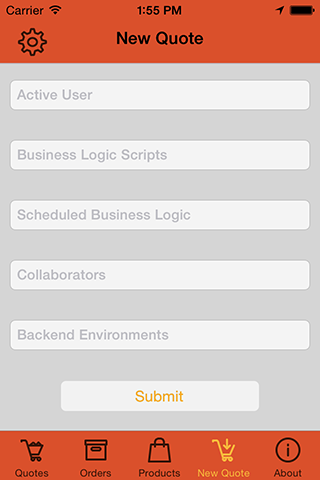 Carrier 1:55 PM
New Quote
Active User
Business Logic Scripts
Scheduled Business Logic
Collaborators
Backend Environments
Submit
Quotes Orders Products New Quote About